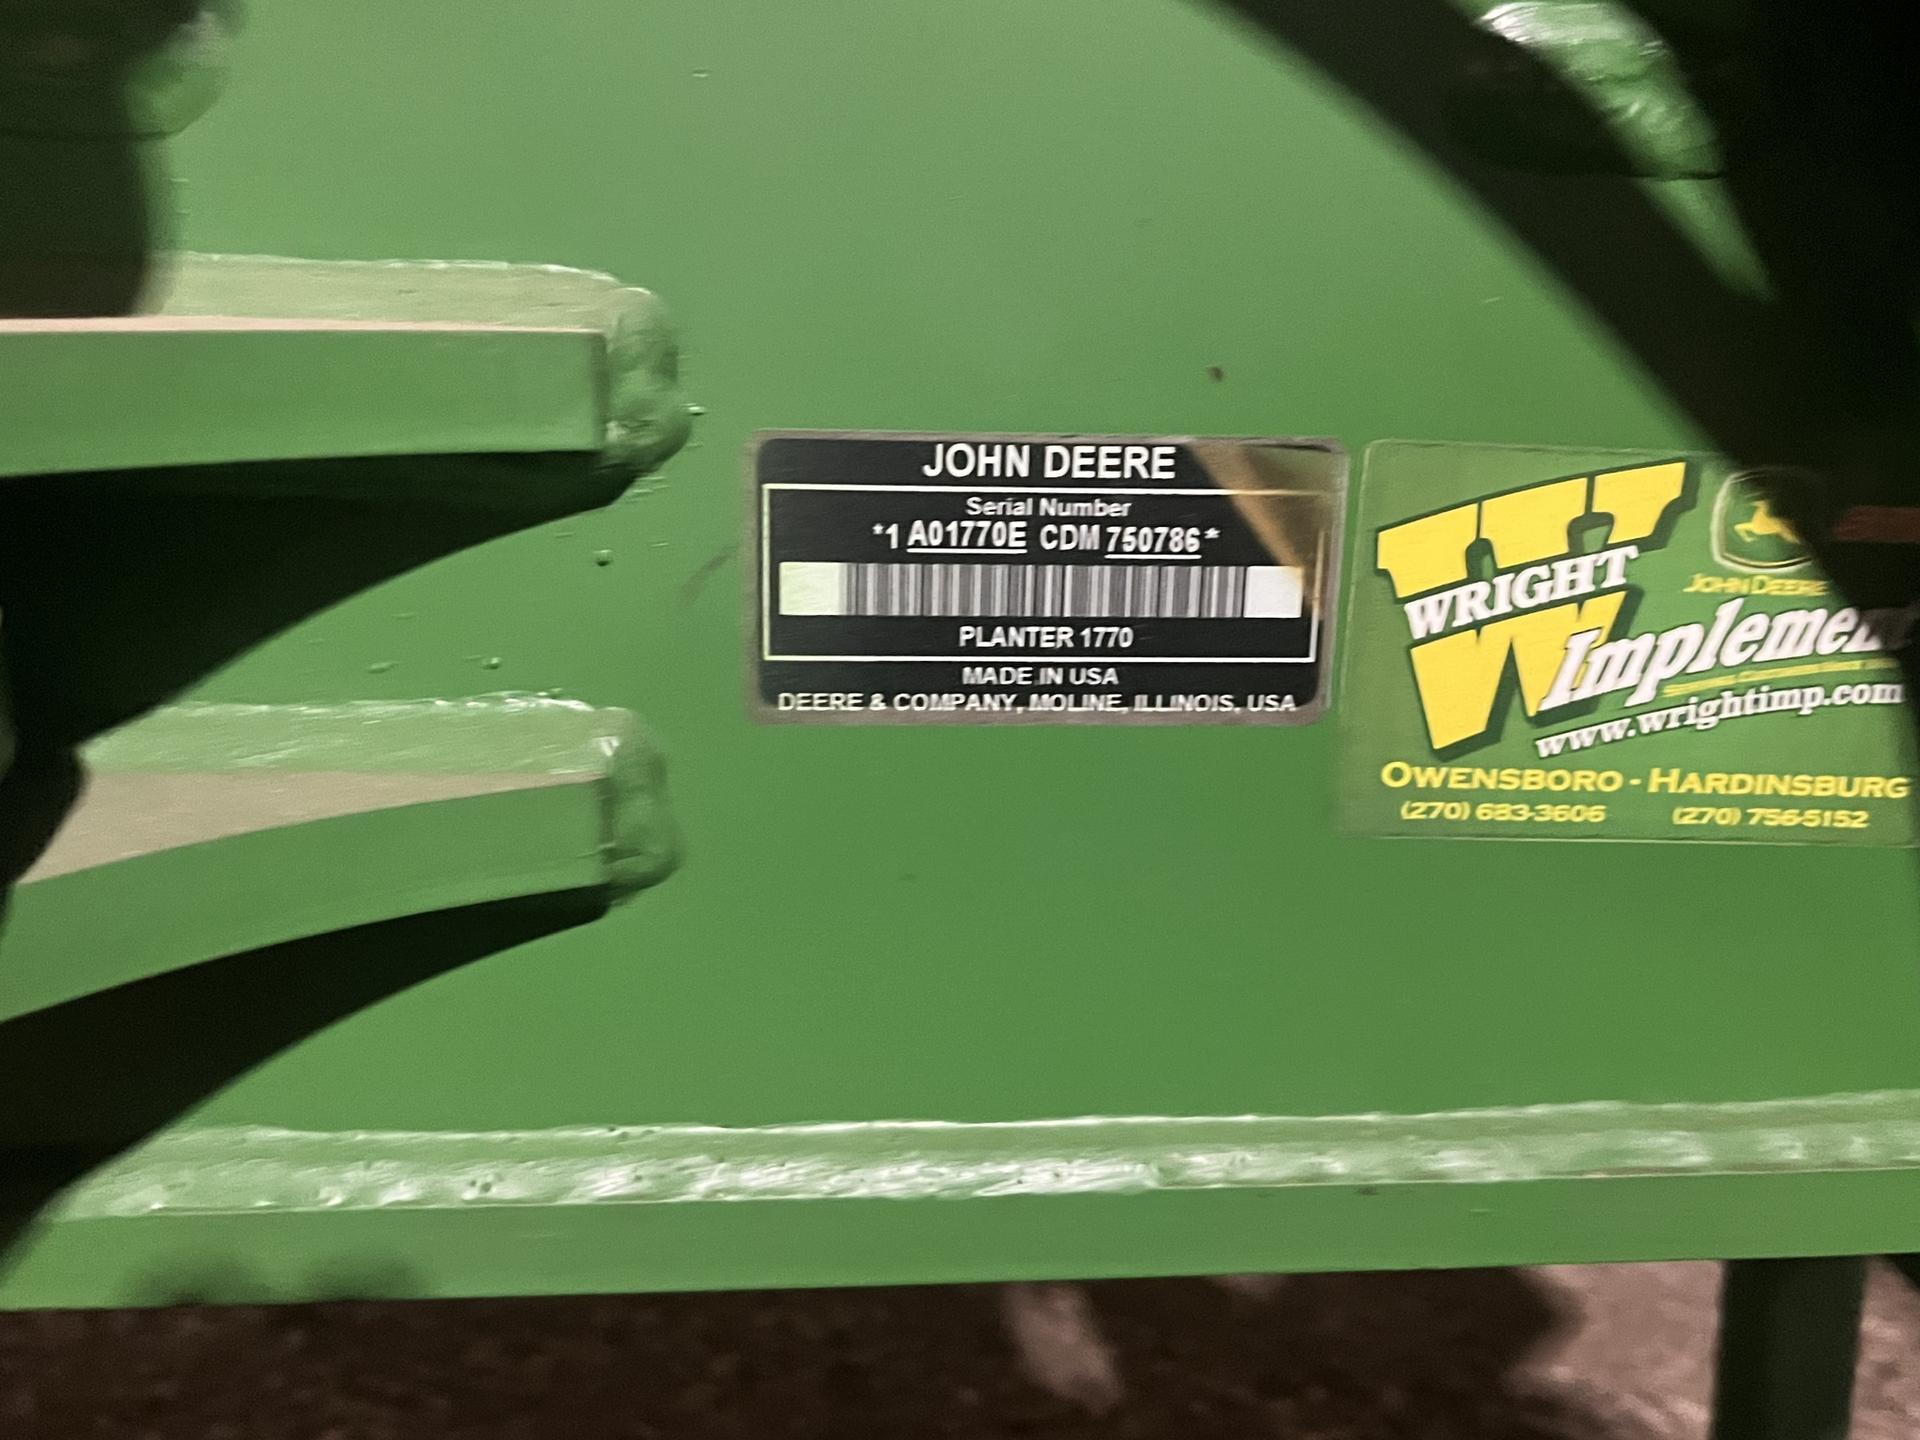 JOHN DEERE
Serial Number
*1 A01770E CDM 750786*
PLANTER 1770
MADE IN USA
DEERE & COMPANY, MOLINE, ILLINOIS, USA
W
WRIGHT
JOHN DEERE
www.wrightimp.com
OWENSBORO - HARDINSBURG
(270) 683-3606 (270) 756-5152